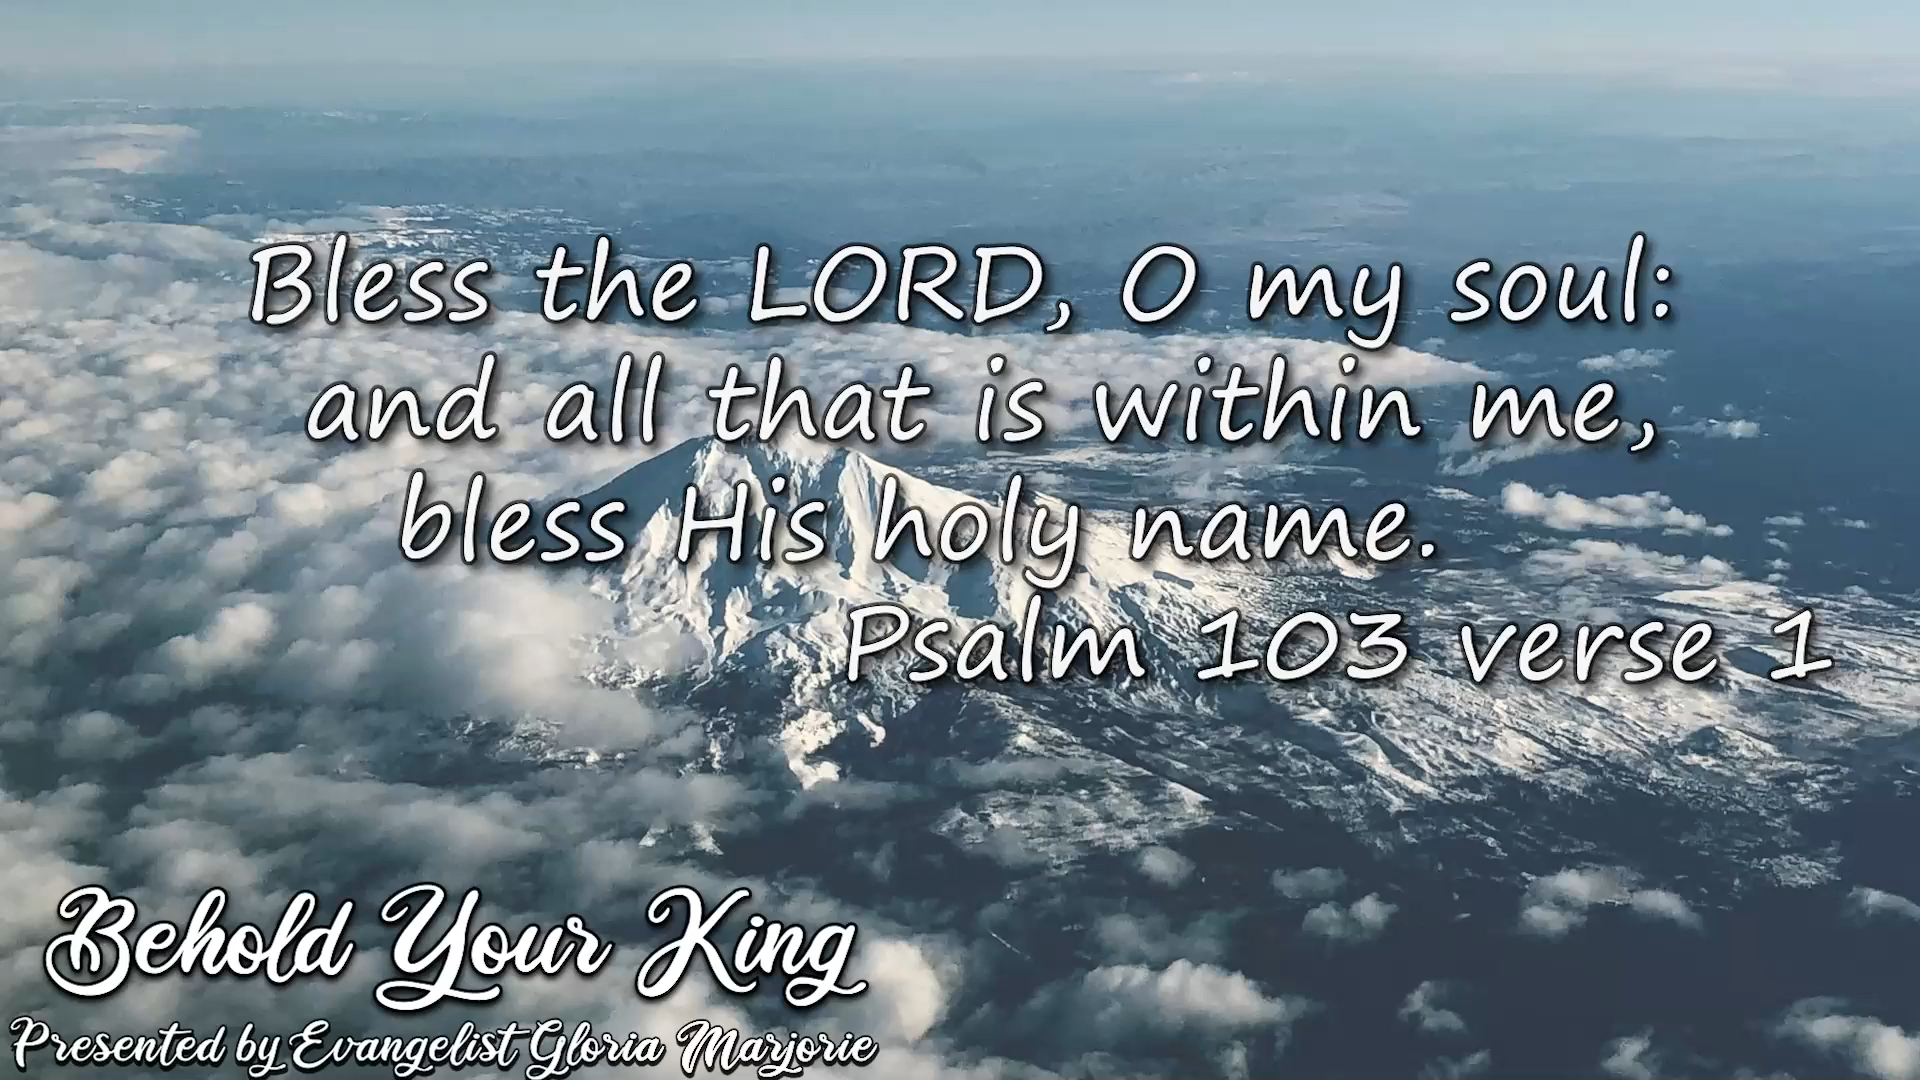 Bless the LORD, O my soul:
and all that is within me,
bless His holy name.
Psalm 103 verse 1
Behold Your King
Presented by Evangelist Gloria Marjorie